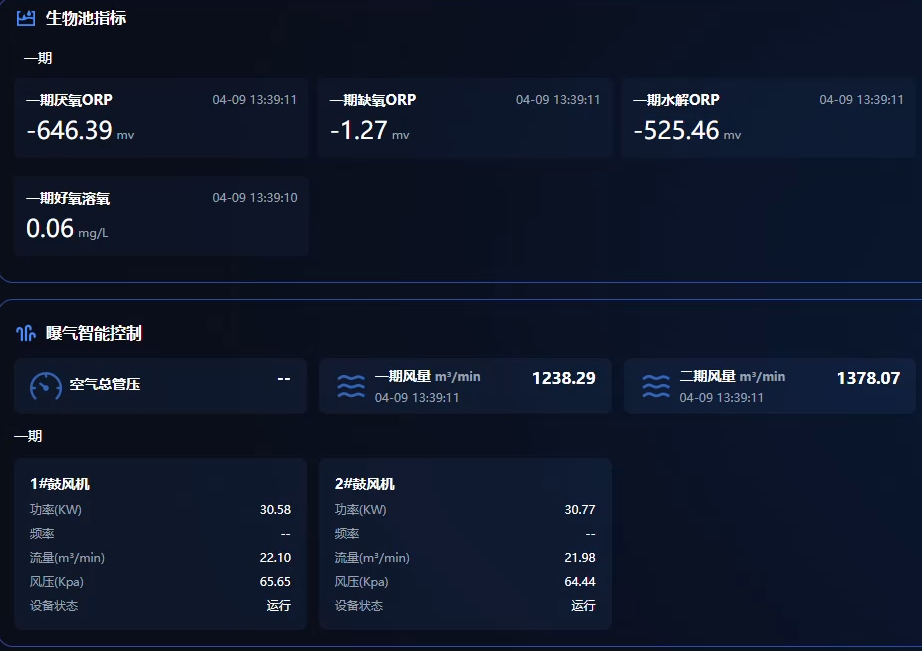 生物池指标
一期
一期厌氧ORP 04-09 13:39:11 一期缺氧ORP 04-09 13:39:11 一期水解ORP 04-09 13:39:11
-646.39 mv -1.27 mv -525.46 mv
一期好氧溶氧 04-09 13:39:10
0.06 mg/L
曝气智能控制
空气总管压 -- 一期风量 m³/min 1238.29 二期风量 m³/min 1378.07
04-09 13:39:11 04-09 13:39:11
一期
1#鼓风机 2#鼓风机
功率(KW) 30.58 功率(KW) 30.77
频率 -- 频率 --
流量(m³/min) 22.10 流量(m³/min) 21.98
风压(Kpa) 65.65 风压(Kpa) 64.44
设备状态 运行 设备状态 运行